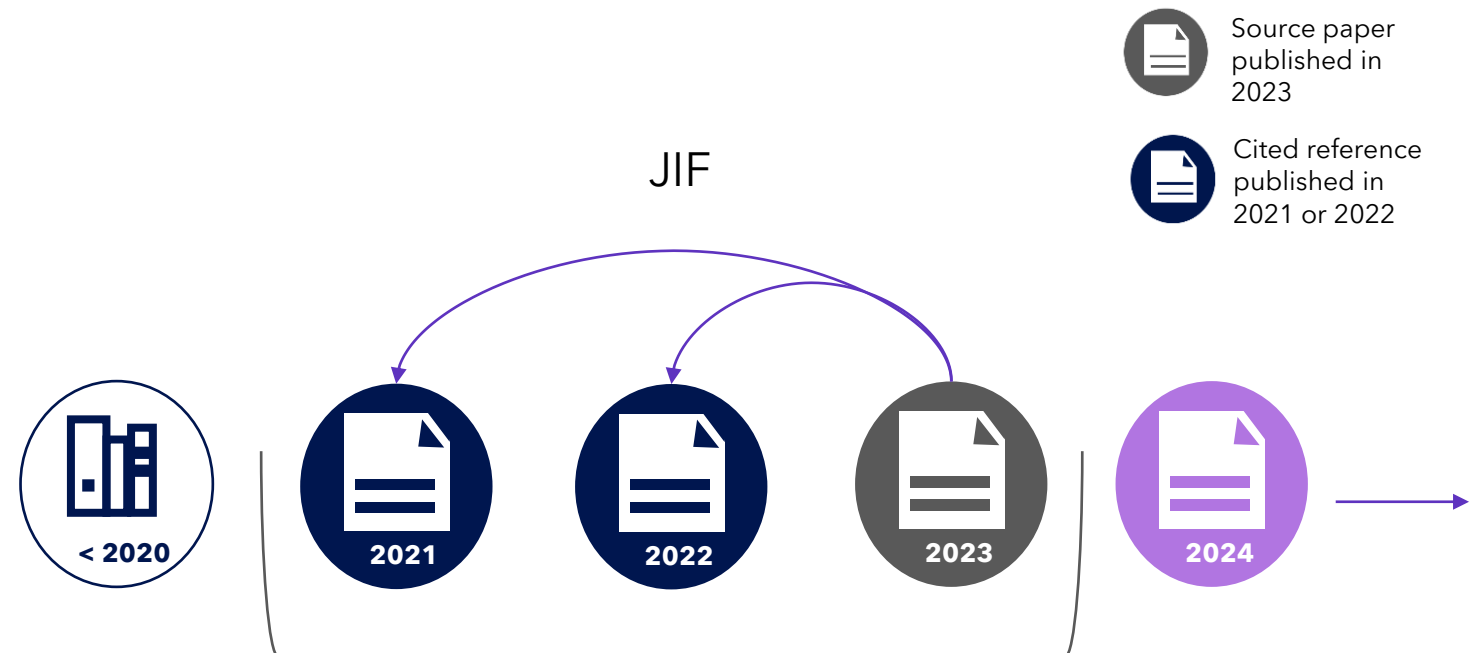 Source paper
published in
2023
JIF
Cited reference
published in
2021 or 2022
< 2020
2021
2022
2023
2024